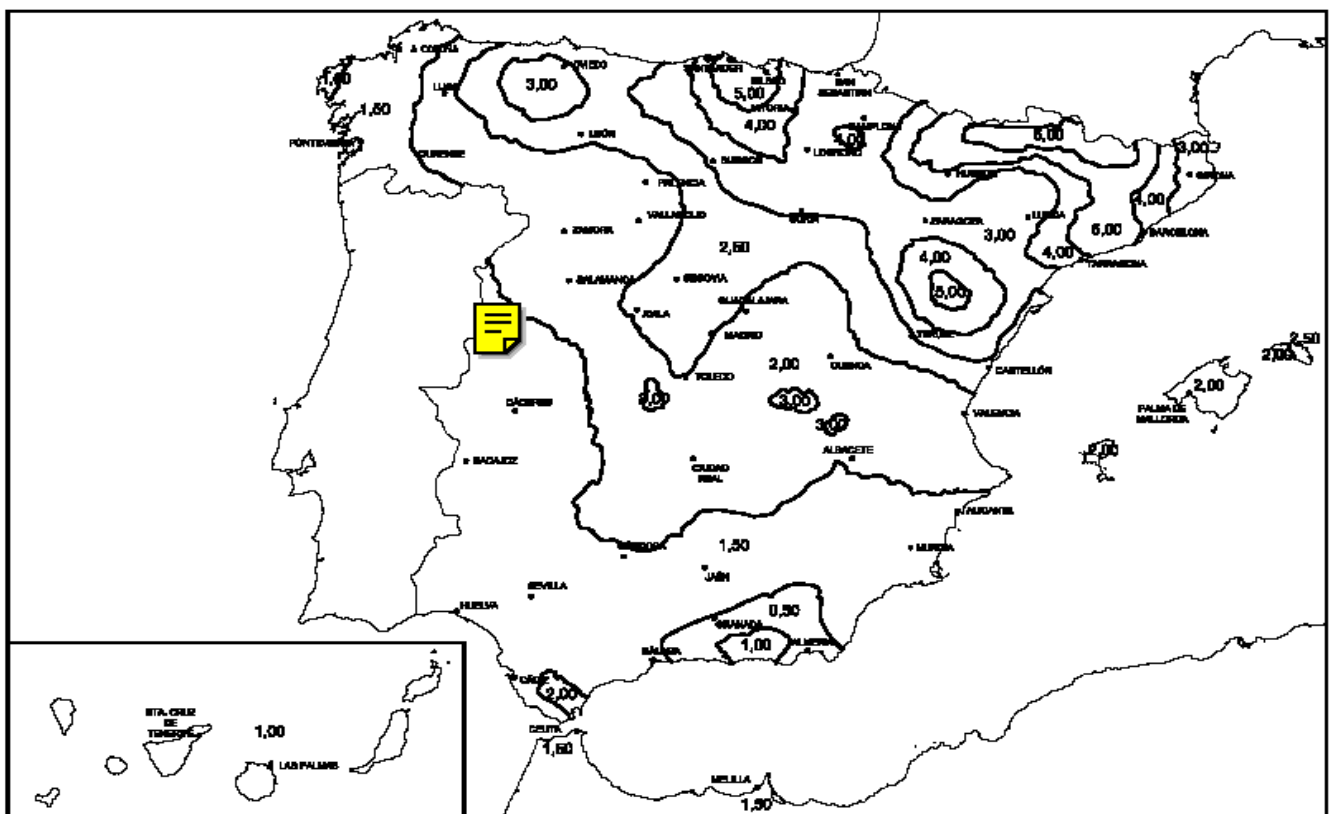 A CORUÑA
OVIEDO
SANTANDER
BILBAO
SAN
SEBASTIÁN
1,50
LUGO
3,00
5,00
VITORIA
1,50
4,00
PAMPLONA
5,00
PONTEVEDRA
LEÓN
4,00
OURENSE
BURGOS
LOGROÑO
3,00
HUESCA
GIRONA
PALENCIA
4,00
VALLADOLID
SORIA
ZARAGOZA
LLEIDA
ZAMORA
3,00
5,00
BARCELONA
2,50
4,00
4,00
TARRAGONA
SALAMANCA
SEGOVIA
5,00
GUADALAJARA
ÁVILA
MADRID
TERUEL
2,50
2,00
2,00
CUENCA
CASTELLÓN
TOLEDO
2,00
3,00
3,00
CÁCERES
PALMA DE
MALLORCA
VALENCIA
3,00
2,00
ALBACETE
BADAJOZ
CIUDAD
REAL
ALICANTE
1,50
CÓRDOBA
MURCIA
JAÉN
SEVILLA
HUELVA
0,50
GRANADA
1,00
ALMERÍA
MÁLAGA
CÁDIZ
2,00
CEUTA
1,50
STA. CRUZ
DE
TENERIFE
1,00
LAS PALMAS
MELILLA
1,50